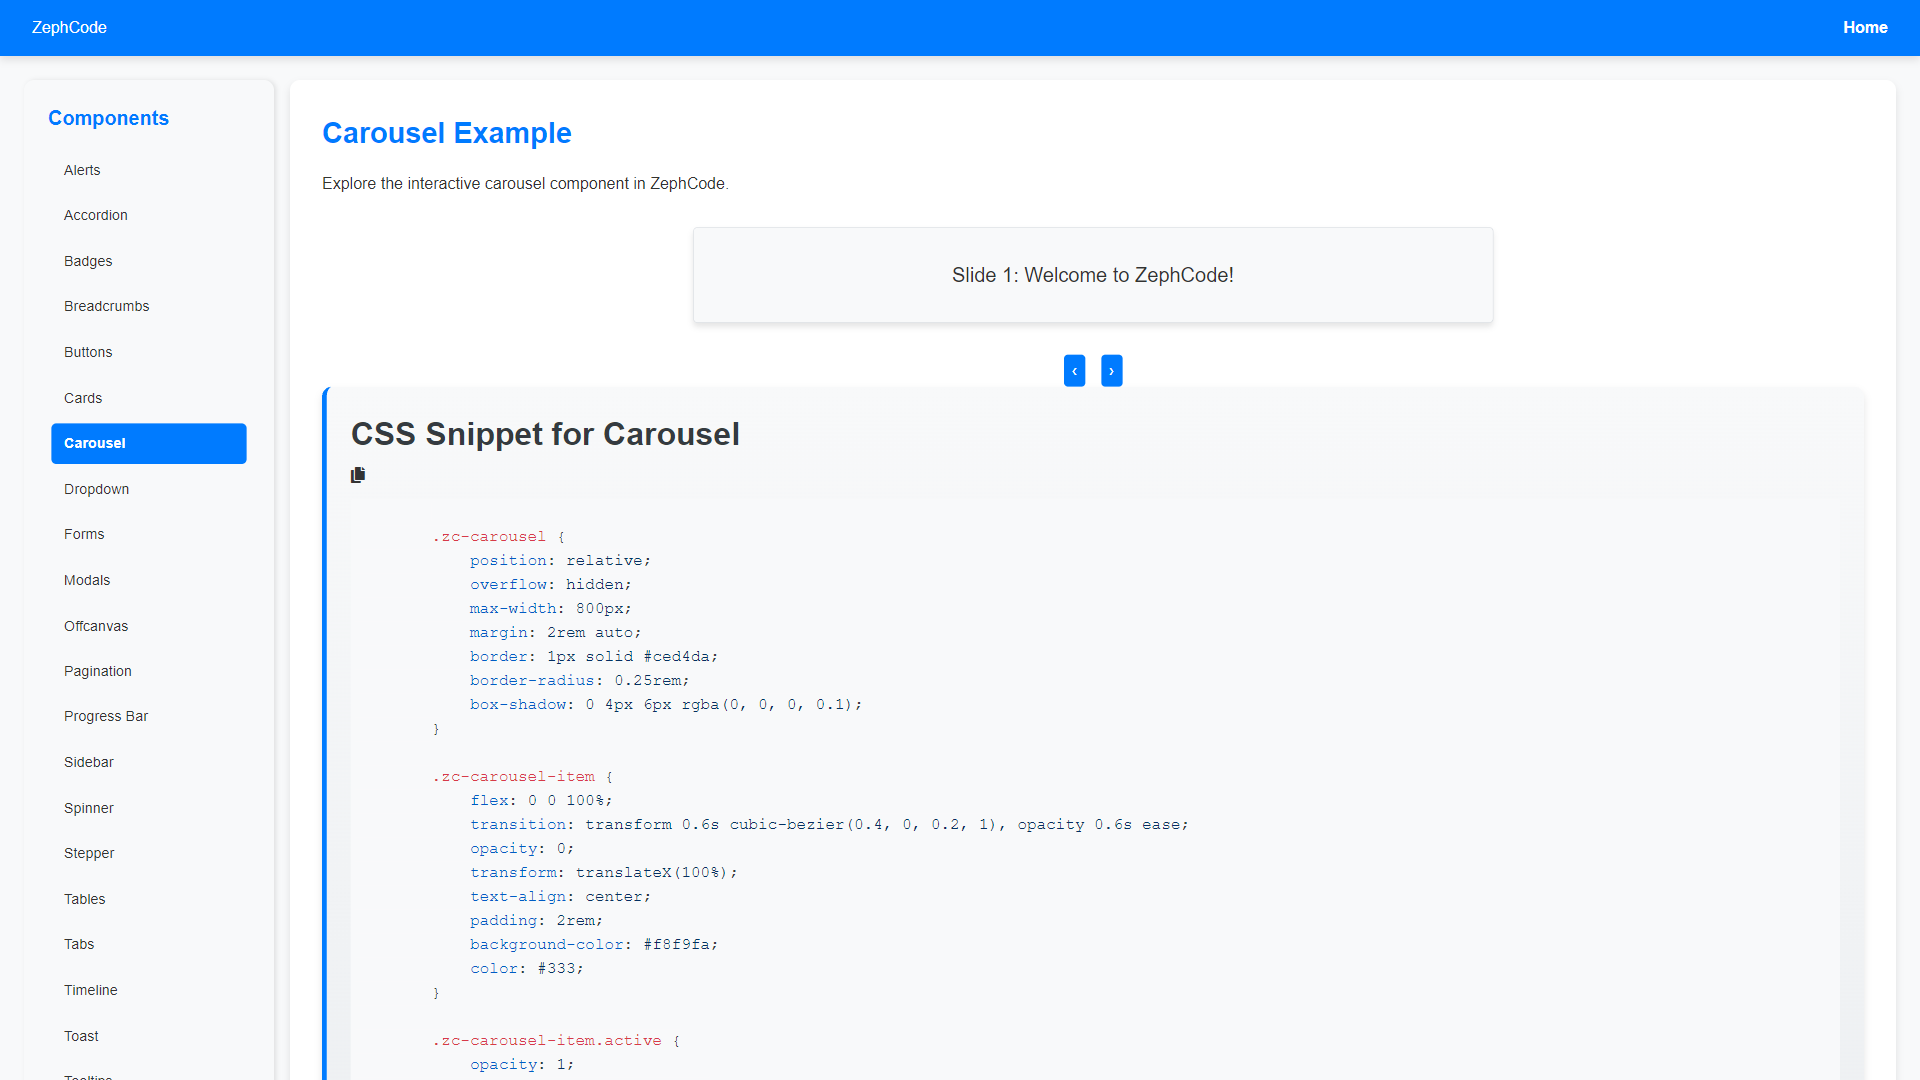 ZephCode
Home
Components
Alerts
Accordion
Badges
Breadcrumbs
Buttons
Cards
Carousel
Dropdown
Forms
Modals
Offcanvas
Pagination
Progress Bar
Sidebar
Spinner
Stepper
Tables
Tabs
Timeline
Toast
Tooltips
Carousel Example
Explore the interactive carousel component in ZephCode.
Slide 1: Welcome to ZephCode!
‹ ›
CSS Snippet for Carousel
.zc-carousel {
    position: relative;
    overflow: hidden;
    max-width: 800px;
    margin: 2rem auto;
    border: 1px solid #ced4da;
    border-radius: 0.25rem;
    box-shadow: 0 4px 6px rgba(0, 0, 0, 0.1);
}
.zc-carousel-item {
    flex: 0 0 100%;
    transition: transform 0.6s cubic-bezier(0.4, 0, 0.2, 1), opacity 0.6s ease;
    opacity: 0;
    transform: translateX(100%);
    text-align: center;
    padding: 2rem;
    background-color: #f8f9fa;
    color: #333;
}
.zc-carousel-item.active {
    opacity: 1;